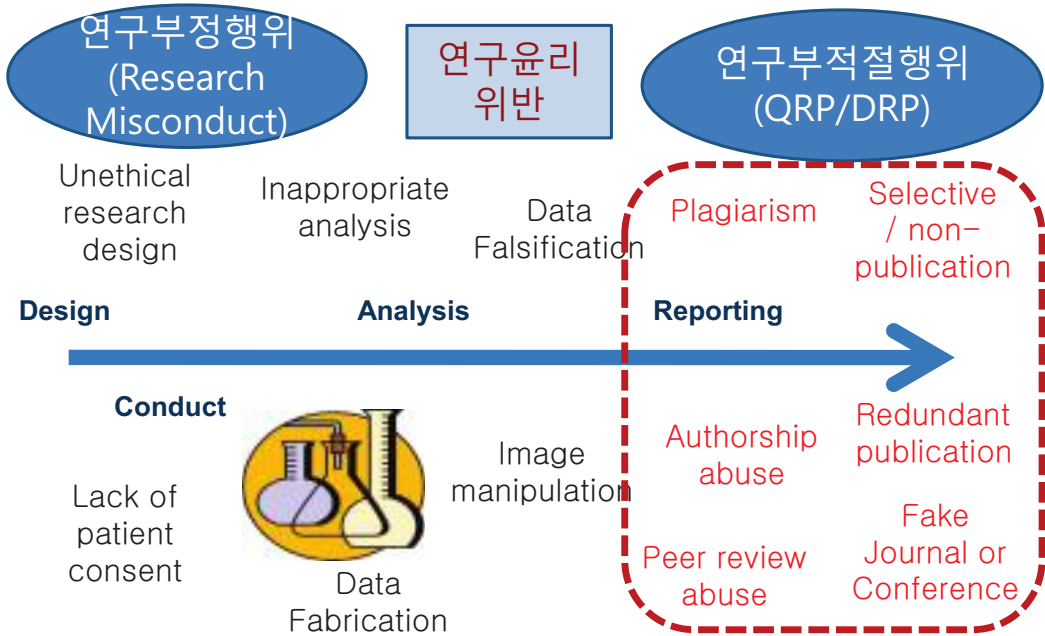 연구부정행위
(Research
Misconduct)
연구윤리
위반
연구부적절행위
(QRP/DRP)
Unethical
research
design
Inappropriate
analysis
Data
Falsification
Plagiarism
Selective
/ non-
publication
Design
Analysis
Reporting
Conduct
Lack of
patient
consent
Data
Fabrication
Image
manipulation
Authorship
abuse
Redundant
publication
Peer review
abuse
Fake
Journal or
Conference